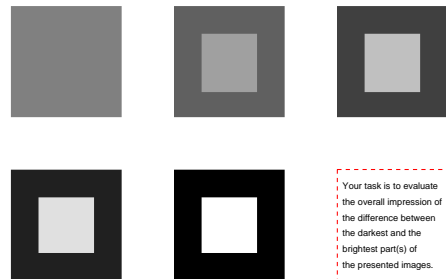 Your task is to evaluate
the overall impression of
the difference between
the darkest and the
brightest part(s) of
the presented images.